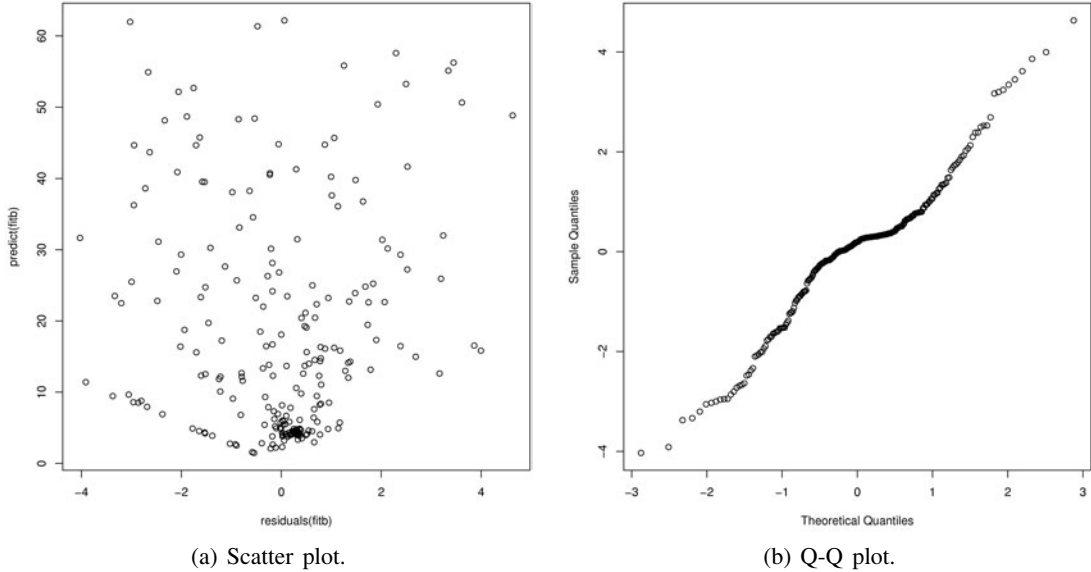 60
50
40
30
20
10
0
predict(fitb)
−4 −2 0 2 4
residuals(fitb)
(a) Scatter plot.
4
2
0
−2
−4
Sample Quantiles
−3 −2 −1 0 1 2 3
Theoretical Quantiles
(b) Q-Q plot.